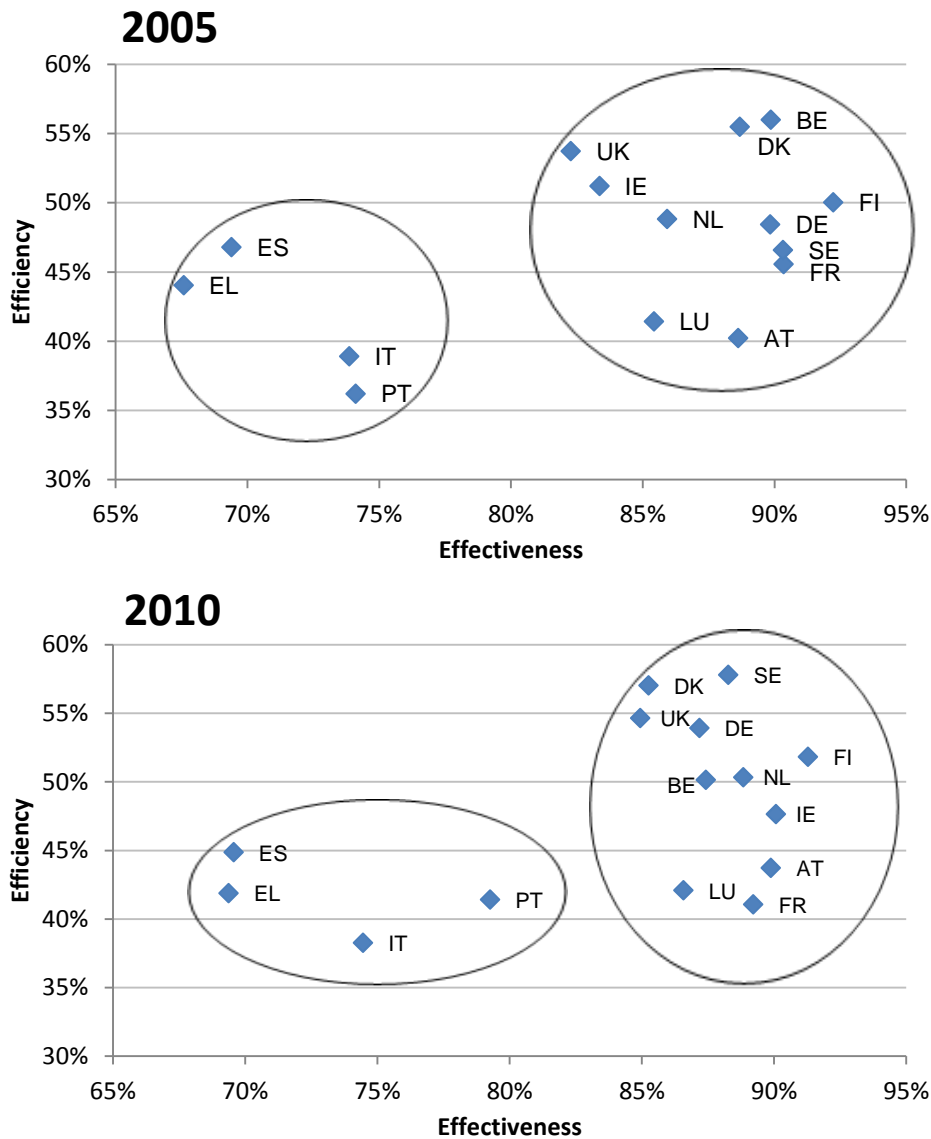 2005
60%
55%
50%
45%
40%
35%
30%
Efficiency
BE
DK
UK
IE
FI
NL
DE
ES
SE
FR
EL
LU
AT
IT
PT
65% 70% 75% 80% 85% 90% 95%
Effectiveness
2010
60%
55%
50%
45%
40%
35%
30%
Efficiency
SE
DK
UK
DE
FI
BE
NL
IE
ES
AT
EL
LU
PT
FR
IT
65% 70% 75% 80% 85% 90% 95%
Effectiveness